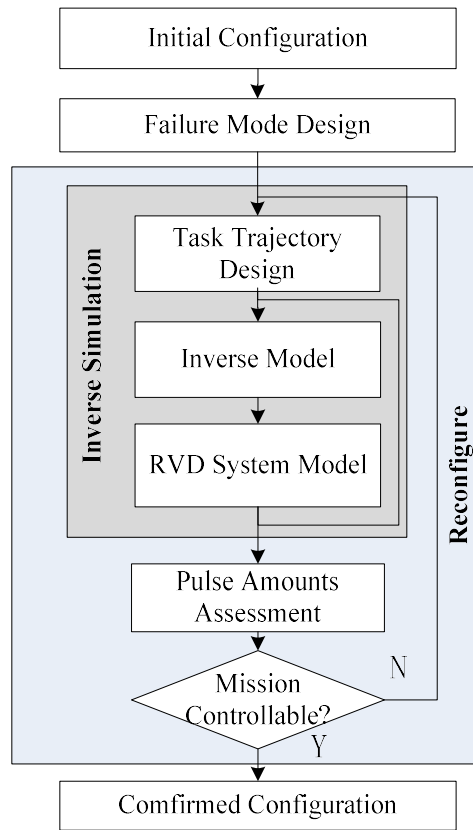 Initial Configuration
Failure Mode Design
Task Trajectory
Design
Inverse Simulation
Inverse Model
RVD System Model
Reconfigure
Pulse Amounts
Assessment
Mission
Controllable?
N
Y
Comfirmed Configuration